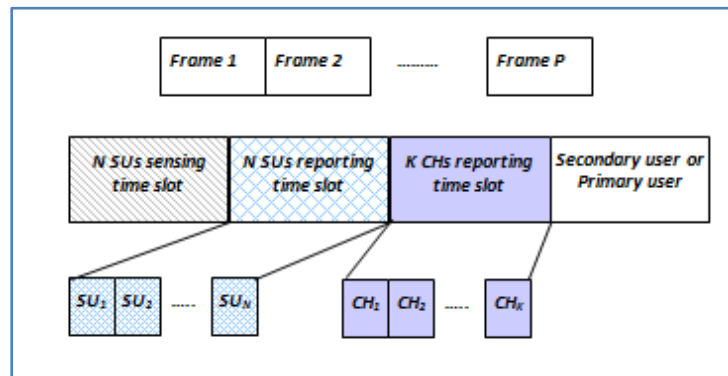 Frame 1 Frame 2 ......... Frame P
N SUs sensing time slot
N SUs reporting time slot
K CHs reporting time slot
Secondary user or Primary user
SU1 SU2 ..... SUN
CH1 CH2 ..... CHK